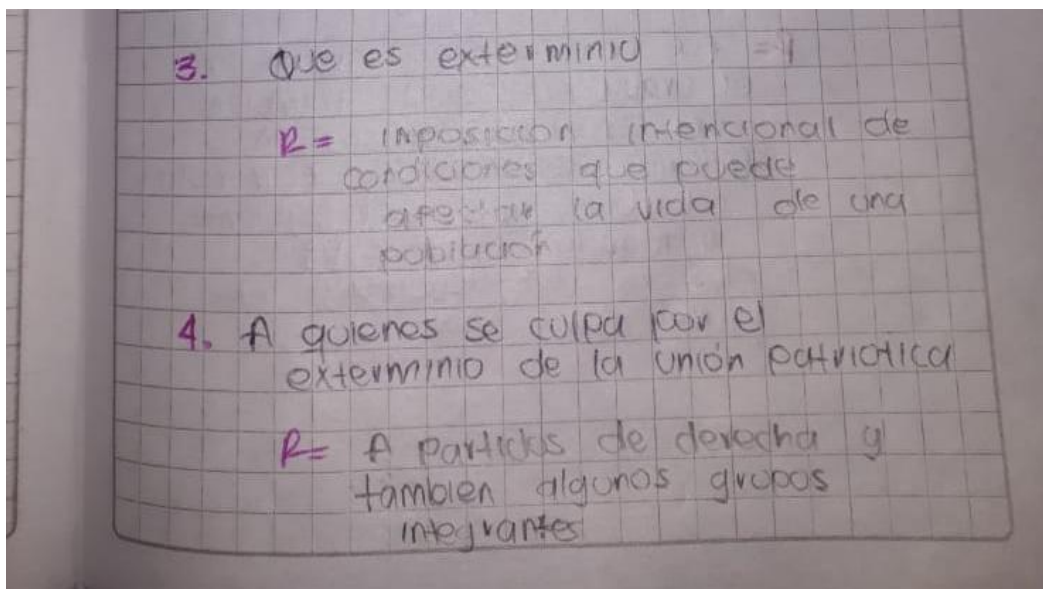 3. Que es exterminio
R= imposicion intencional de
condiciones que puede
afectar la vida de una
poblacion
4. A quienes se culpa por el
exterminio de la unión patriotica
R= A partidos de derecha y
tambien algunos grupos
integrantes